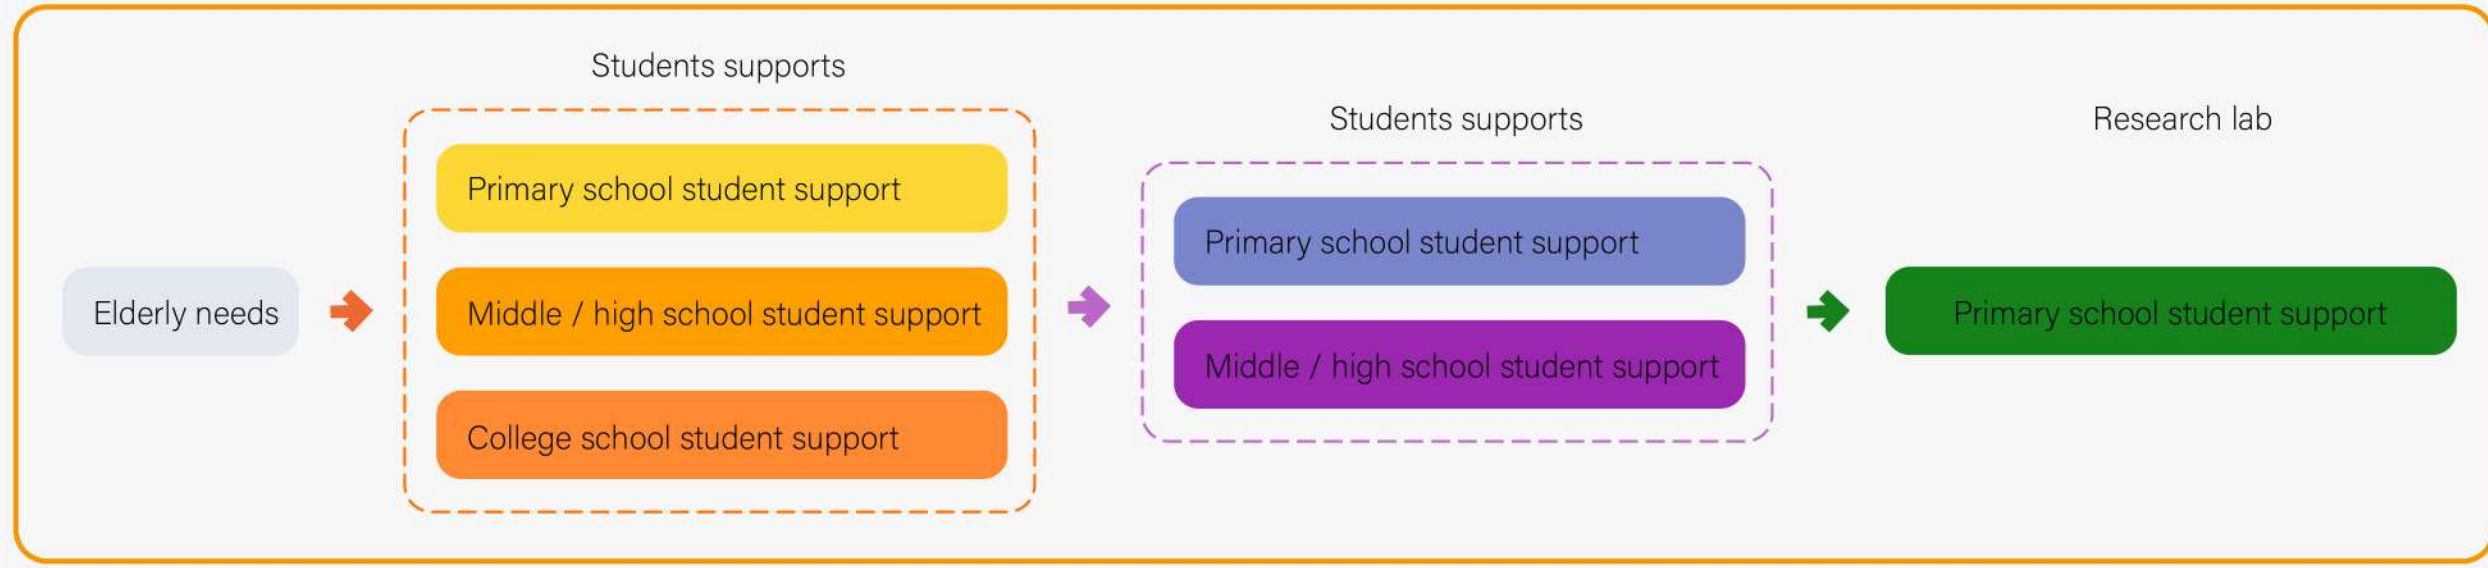 Elderly needs
Students supports
Primary school student support
Middle / high school student support
College school student support
Students supports
Primary school student support
Middle / high school student support
Research lab
Primary school student support